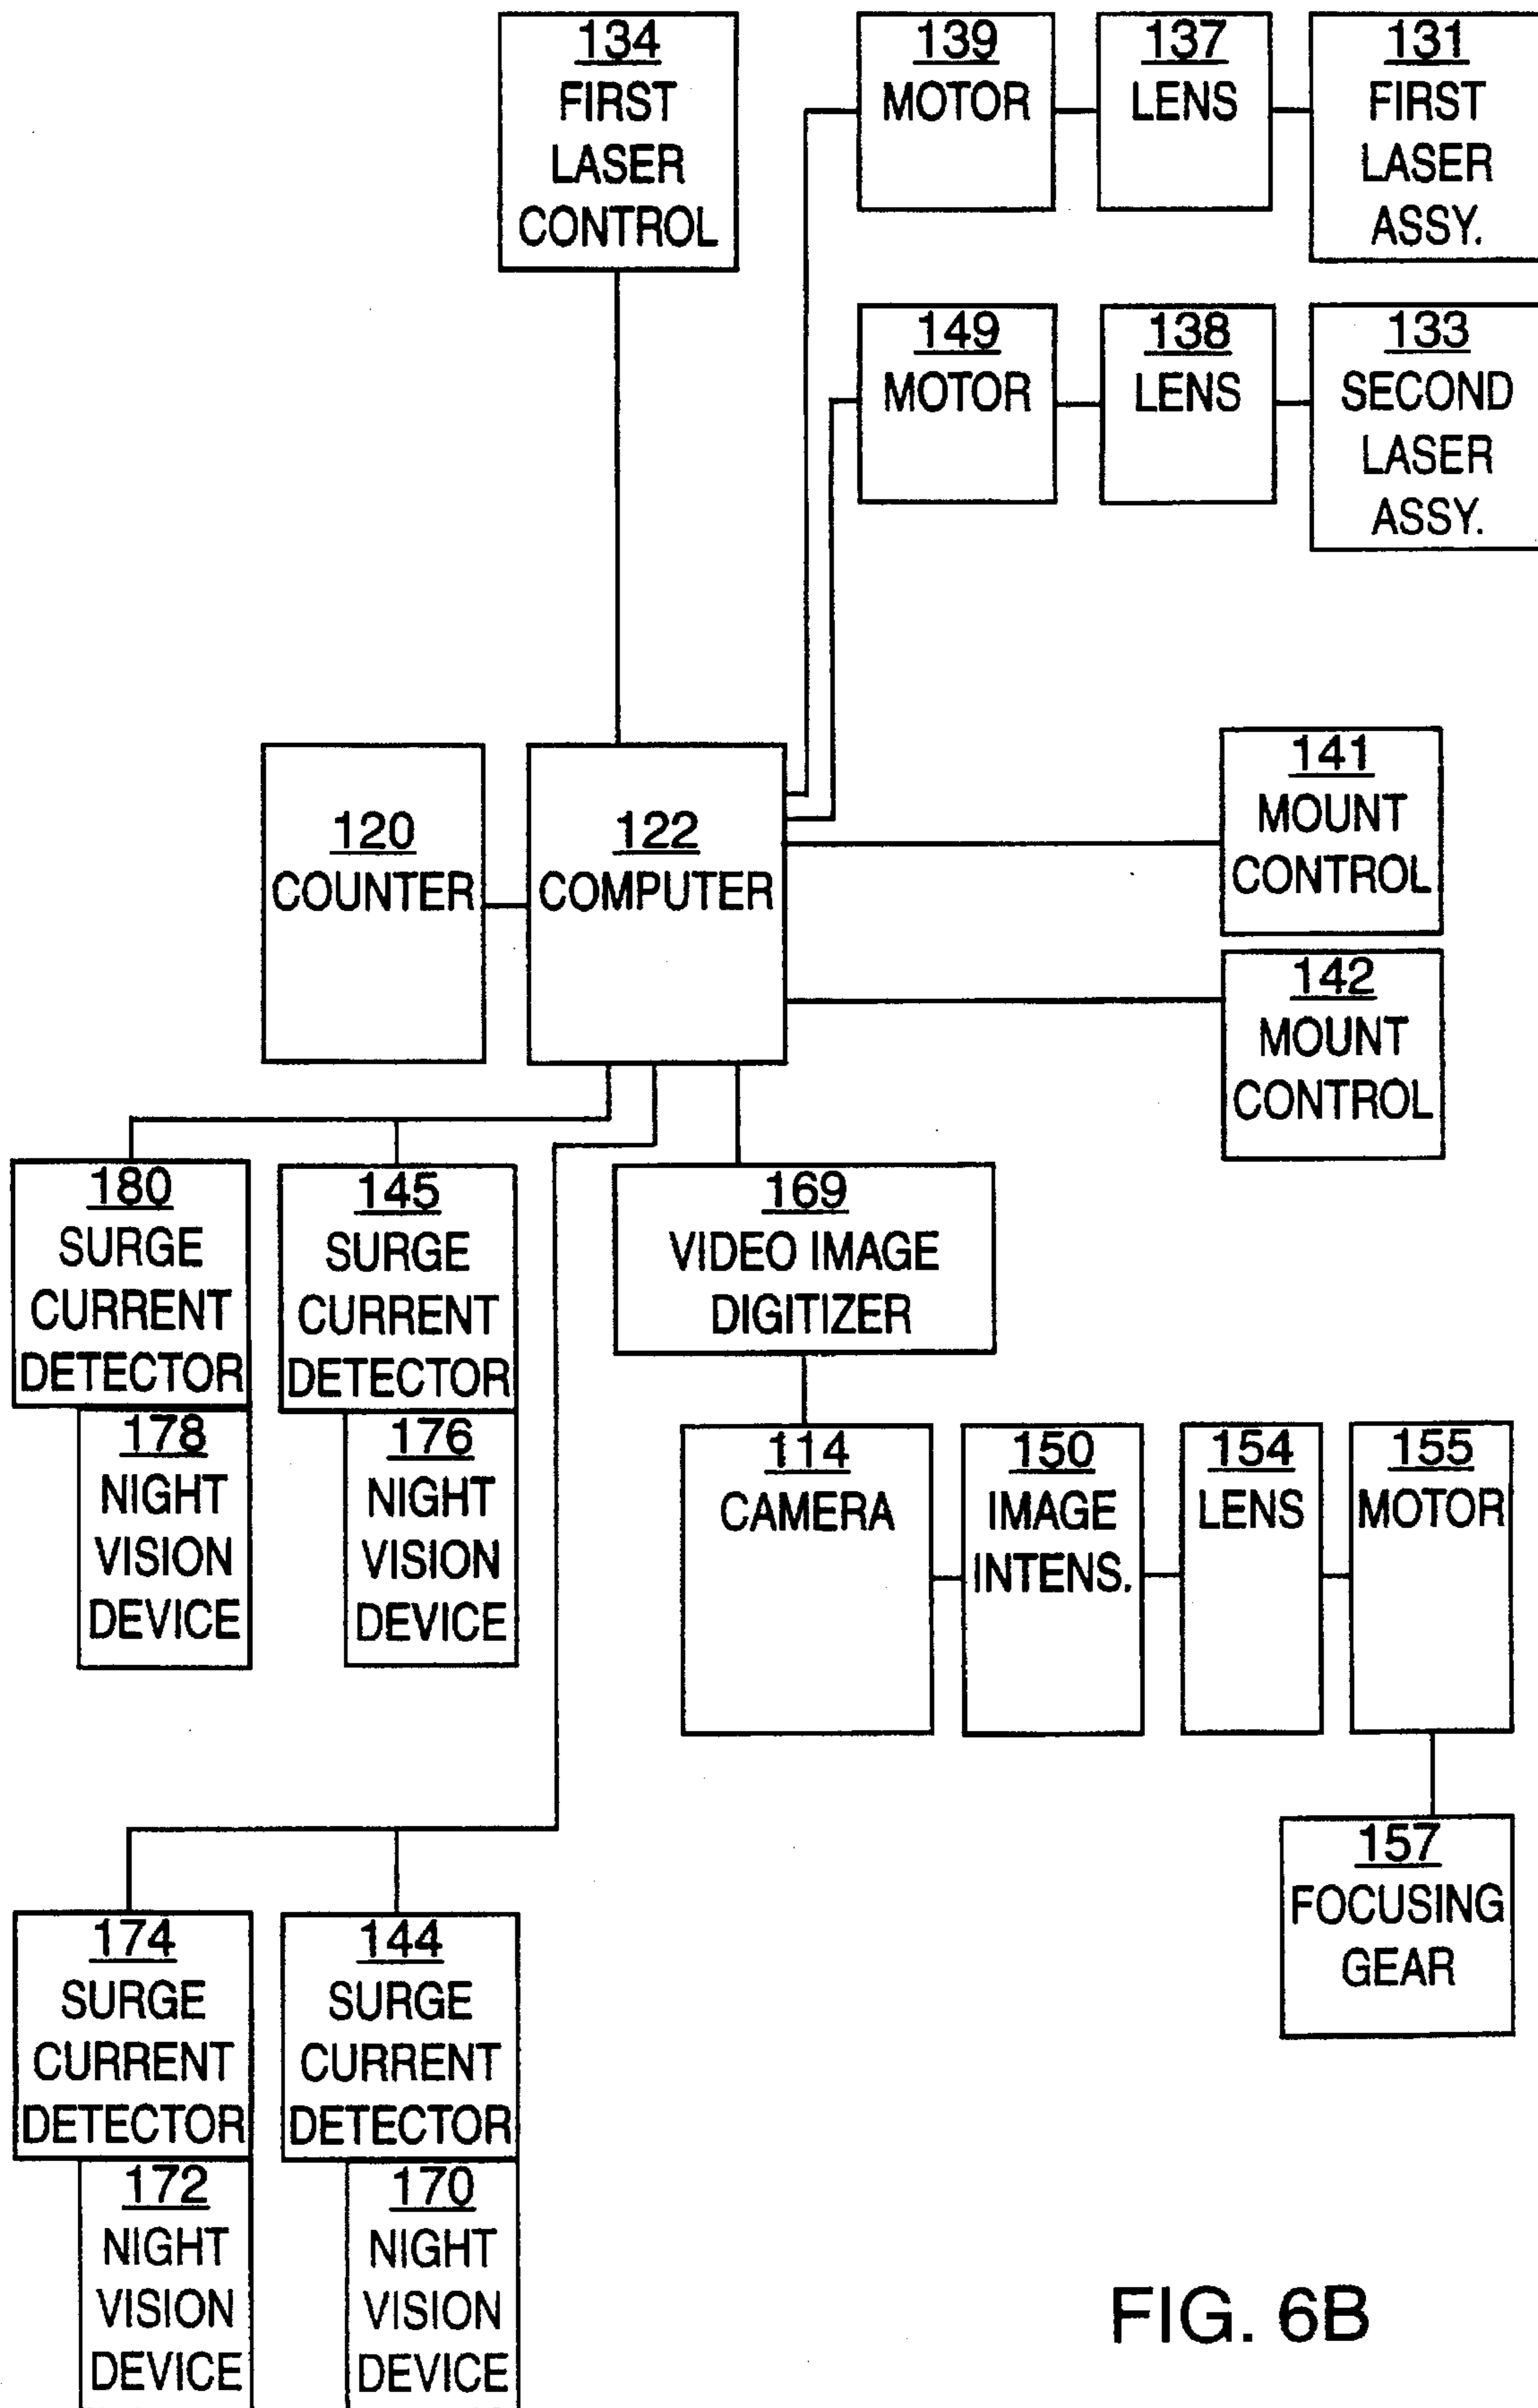 134
FIRST
LASER
CONTROL
139
MOTOR
137
LENS
131
FIRST
LASER
ASSY.
149
MOTOR
138
LENS
133
SECOND
LASER
ASSY.
120
COUNTER
122
COMPUTER
141
MOUNT
CONTROL
142
MOUNT
CONTROL
180
SURGE
CURRENT
DETECTOR
178
NIGHT
VISION
DEVICE
145
SURGE
CURRENT
DETECTOR
176
NIGHT
VISION
DEVICE
169
VIDEO IMAGE
DIGITIZER
114
CAMERA
150
IMAGE
INTENS.
154
LENS
155
MOTOR
157
FOCUSING
GEAR
174
SURGE
CURRENT
DETECTOR
172
NIGHT
VISION
DEVICE
144
SURGE
CURRENT
DETECTOR
170
NIGHT
VISION
DEVICE
FIG. 6B